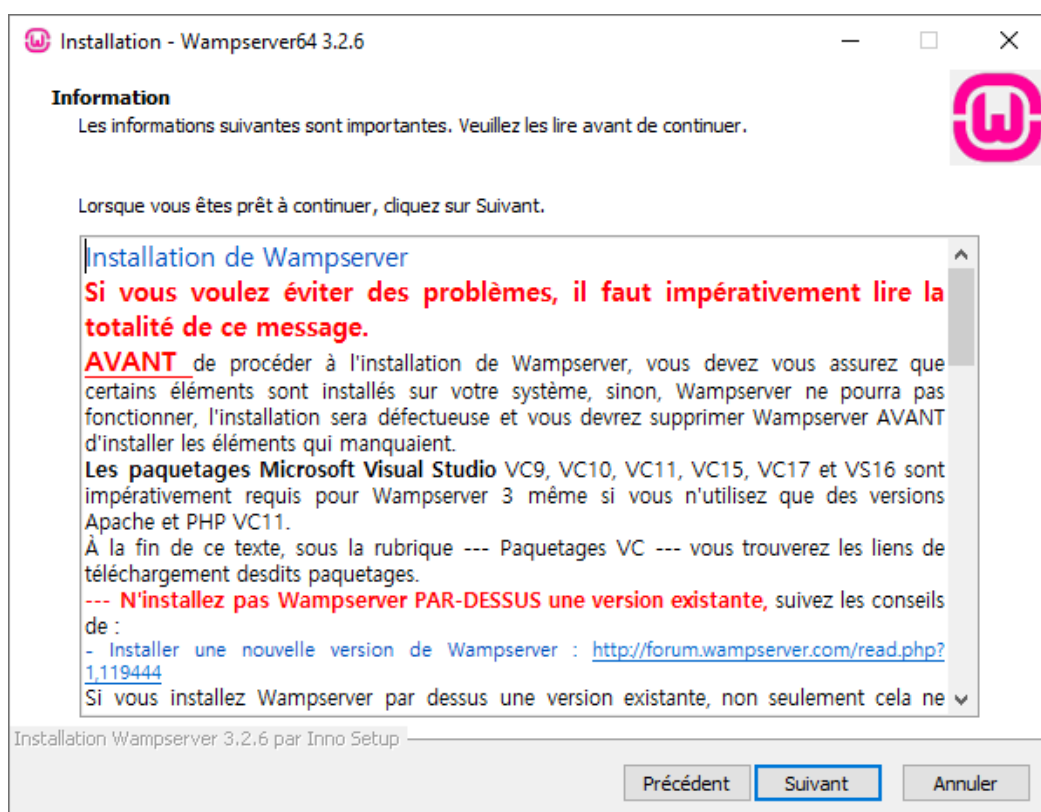 Installation - Wampserver64 3.2.6
Information
Les informations suivantes sont importantes. Veuillez les lire avant de continuer.
Lorsque vous êtes prêt à continuer, cliquez sur Suivant.
Installation de Wampserver
Si vous voulez éviter des problèmes, il faut impérativement lire la
totalité de ce message.
AVANT de procéder à l'installation de Wampserver, vous devez vous assurez que
certains éléments sont installés sur votre système, sinon, Wampserver ne pourra pas
fonctionner, l'installation sera défectueuse et vous devrez supprimer Wampserver AVANT
d'installer les éléments qui manquaient.
Les paquetages Microsoft Visual Studio VC9, VC10, VC11, VC15, VC17 et VS16 sont
impérativement requis pour Wampserver 3 même si vous n'utilisez que des versions
Apache et PHP VC11.
À la fin de ce texte, sous la rubrique --- Paquetages VC --- vous trouverez les liens de
téléchargement desdits paquetages.
--- N'installez pas Wampserver PAR-DESSUS une version existante, suivez les conseils
de :
- Installer une nouvelle version de Wampserver : http://forum.wampserver.com/read.php?
1,119444
Si vous installez Wampserver par dessus une version existante, non seulement cela ne
Installation Wampserver 3.2.6 par Inno Setup
Précédent
Suivant
Annuler